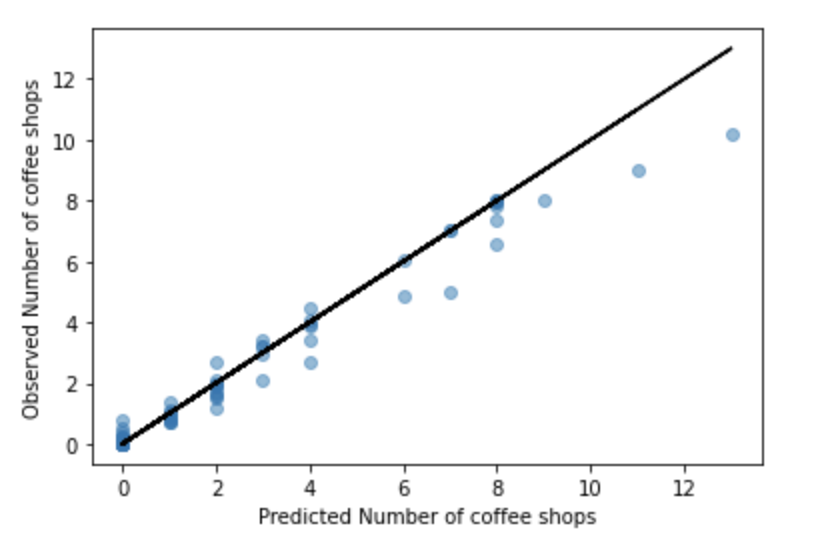 12
10
8
6
4
2
0
Observed Number of coffee shops
0 2 4 6 8 10 12
Predicted Number of coffee shops